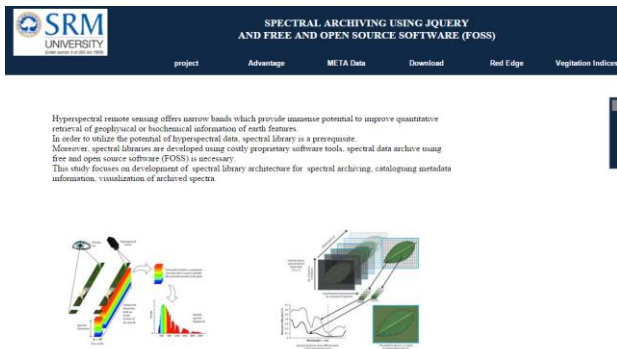 SRM
UNIVERSITY
SPECTRAL ARCHIVING USING JQUERY
AND FREE AND OPEN SOURCE SOFTWARE (FOSS)
project Advantage META Data Download Red Edge Vegitation Indices
Hyperspectral remote sensing offers narrow bands which provide immense potential to improve quantitative
retrieval of geophysical or biochemical information of earth features.
In order to utilize the potential of hyperspectral data, spectral library is a prerequisite.
Moreover, spectral libraries are developed using costly proprietary software tools, spectral data archive using
free and open source software (FOSS) is necessary.
This study focuses on development of spectral library architecture for spectral archiving, cataloguing metadata
information, visualization of archived spectra.